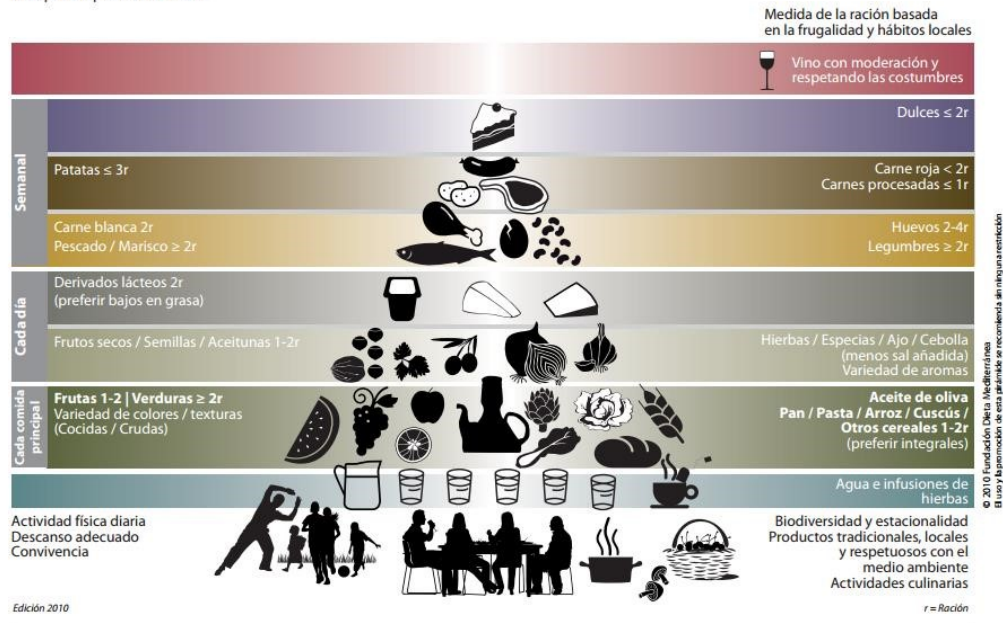 Medida de la ración basada
en la frugalidad y hábitos locales
Vino con moderación y
respetando las costumbres
Semanal
Dulces ≤ 2r
Patatas ≤ 3r
Carne roja < 2r
Carnes procesadas ≤ 1r
Carne blanca 2r
Pescado / Marisco ≥ 2r
Huevos 2-4r
Legumbres ≥ 2r
Cada día
Derivados lácteos 2r
(preferir bajos en grasa)
Frutos secos / Semillas / Aceitunas 1-2r
Hierbas / Especias / Ajo / Cebolla
(menos sal añadida)
Variedad de aromas
Cada comida
principal
Frutas 1-2 | Verduras ≥ 2r
Variedad de colores / texturas
(Cocidas / Crudas)
Aceite de oliva
Pan / Pasta / Arroz / Cuscús /
Otros cereales 1-2r
(preferir integrales)
Agua e infusiones de
hierbas
Actividad física diaria
Descanso adecuado
Convivencia
Biodiversidad y estacionalidad
Productos tradicionales, locales
y respetuosos con el
medio ambiente
Actividades culinarias
Edición 2010
r = Ración
© 2010 Fundación Dieta Mediterránea
El uso y la promoción de esta pirámide se recomienda sin ninguna restricción